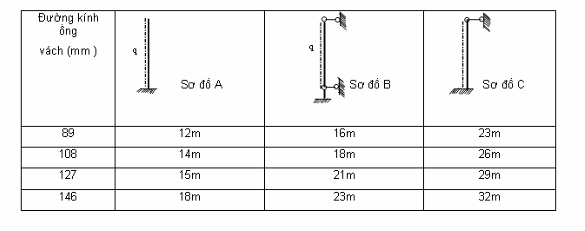 Đường kính
ống
vách (mm )
q
Sơ đồ A
q
Sơ đồ B
Sơ đồ C
89 12m 16m 23m
108 14m 18m 26m
127 15m 21m 29m
146 18m 23m 32m